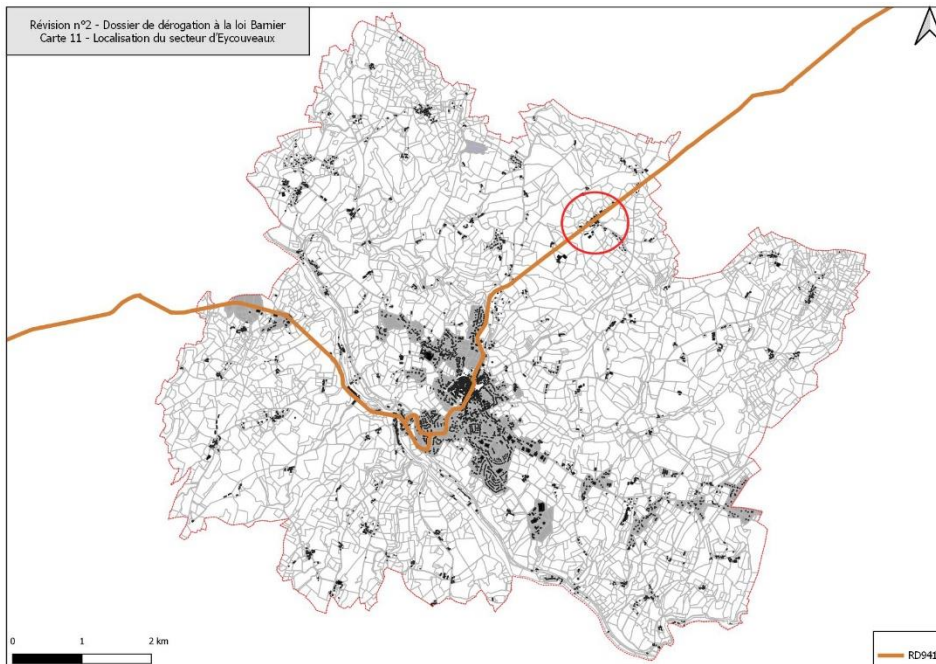 Révision n°2 - Dossier de dérogation à la loi Barnier
Carte 11 - Localisation du secteur d'Eycouveaux
0 1 2 km
RD941